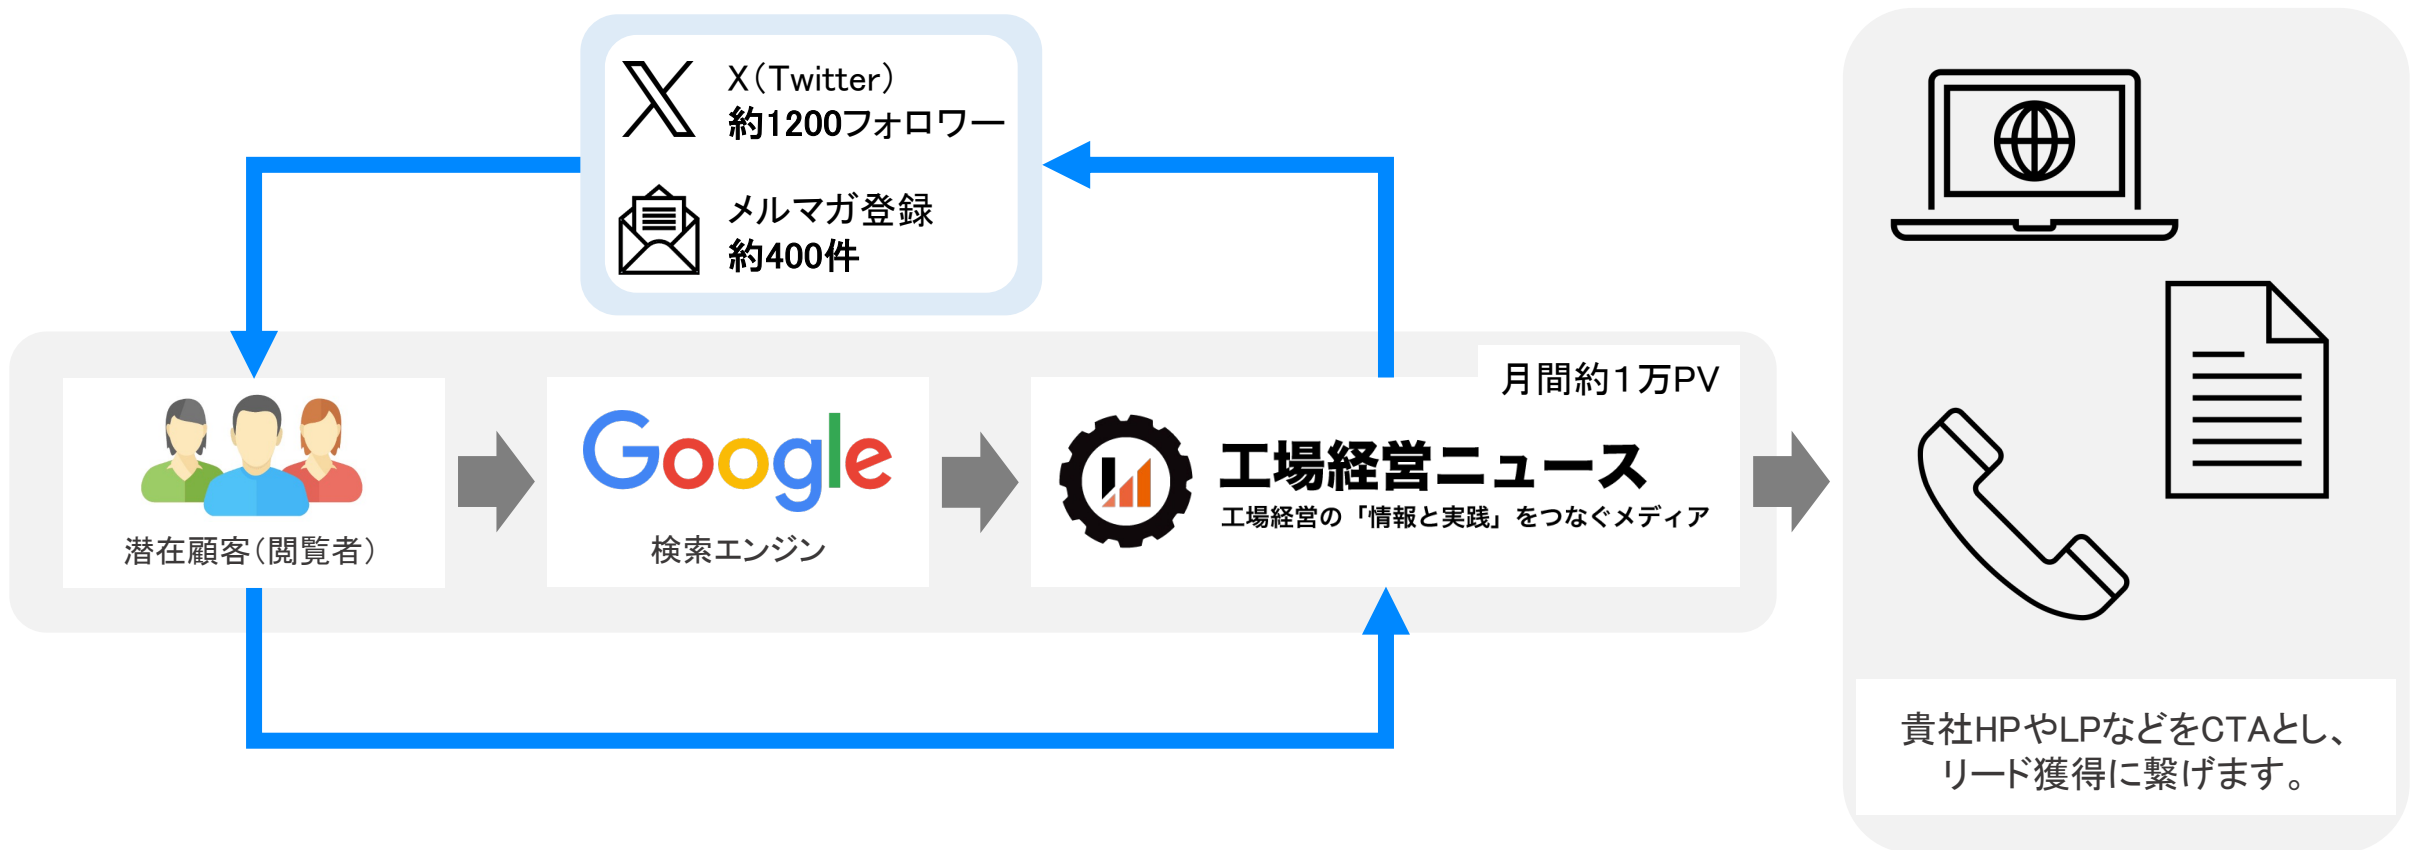 X（Twitter）
約1200フォロワー
メルマガ登録
約400件
月間約１万PV
潜在顧客（閲覧者）
Google
検索エンジン
工場経営ニュース
工場経営の「情報と実践」をつなぐメディア
貴社HPやLPなどをCTAとし、
リード獲得に繋げます。